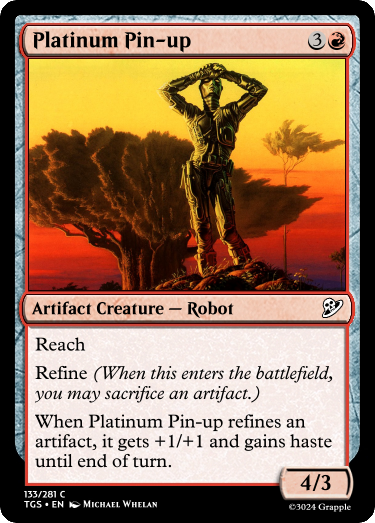 Platinum Pin-up 3
Artifact Creature — Robot
Reach
Refine (When this enters the battlefield,
you may sacrifice an artifact.)
When Platinum Pin-up refines an
artifact, it gets +1/+1 and gains haste
until end of turn.
4/3
133/281 C
TGS • EN Michael Whelan
©3024 Grapple